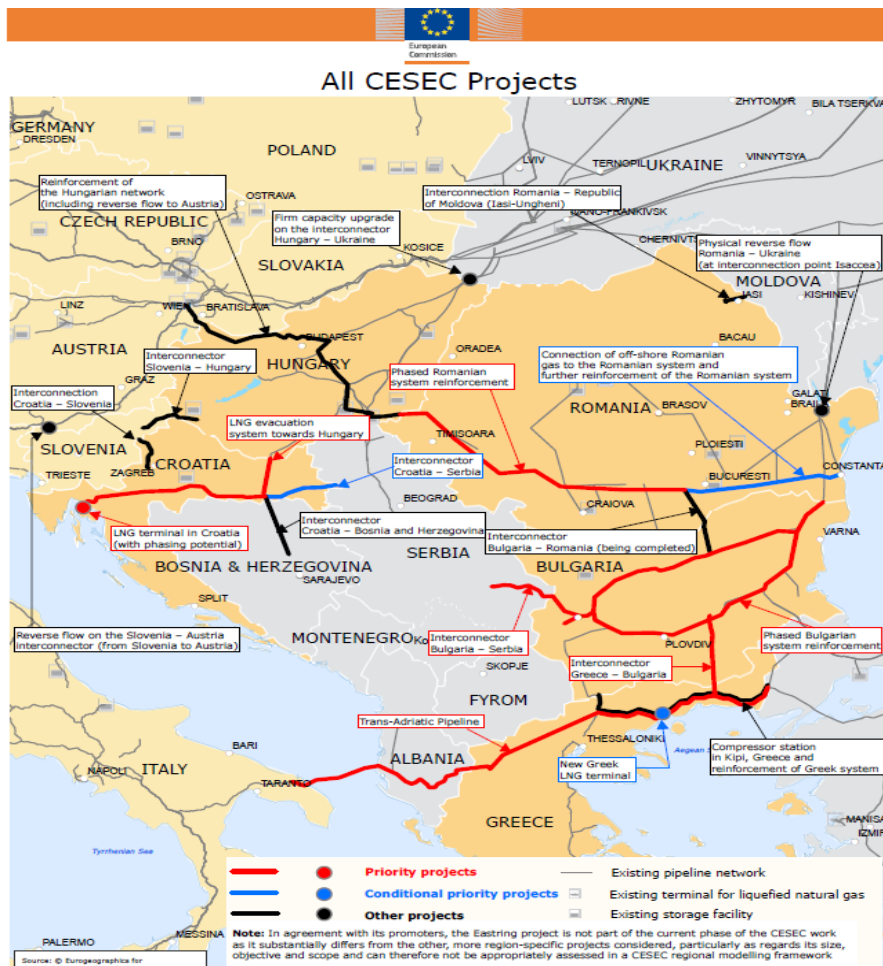 European
Commission
All CESEC Projects
LUTSK
RIVNE
ZHYTOMYR
BILA TSERKVA
GERMANY
DRESDEN
POLAND
LVIV
TERNOPIL
UKRAINE
VINNYTSYA
Reinforcement of
the Hungarian network
(including reverse flow to Austria)
OSTRAVA
Interconnection Romania – Republic
of Moldova (Iasi-Ungheni)
IVANO-FRANKIVSK
CZECH REPUBLIC
BRNO
Firm capacity upgrade
on the interconnector
Hungary – Ukraine
KOSICE
CHERNIVTSI
Physical reverse flow
Romania – Ukraine
(at interconnection point Isaccea)
SLOVAKIA
MOLDOVA
LINZ
WIEN
BRATISLAVA
IASI
KISHINEV
AUSTRIA
BUDAPEST
ORADEA
BACAU
Interconnector
Slovenia – Hungary
HUNGARY
Phased Romanian
system reinforcement
Connection of off-shore Romanian
gas to the Romanian system and
further reinforcement of the Romanian system
GRAZ
Interconnection
Croatia – Slovenia
ROMANIA
BRASOV
GALATI
BRAIL
LNG evacuation
system towards Hungary
TIMISOARA
PLOIESTI
SLOVENIA
TRIESTE
ZAGREB
CROATIA
Interconnector
Croatia – Serbia
BUCURESTI
CONSTANTA
BEOGRAD
CRAIOVA
LNG terminal in Croatia
(with phasing potential)
Interconnector
Croatia – Bosnia and Herzegovina
Interconnector
Bulgaria – Romania (being completed)
VARNA
SERBIA
BOSNIA & HERZEGOVINA
SARAJEVO
BULGARIA
SPLIT
Reverse flow on the Slovenia – Austria
interconnector (from Slovenia to Austria)
MONTENEGRO
Ko
Interconnector
Bulgaria – Serbia
PLOVDIV
Phased Bulgarian
system reinforcement
SKOPJE
Interconnector
Greece – Bulgaria
FYROM
Trans-Adriatic Pipeline
BARI
THESSALONIKI
Aegean S
Compressor station
in Kipi, Greece and
reinforcement of Greek system
ALBANIA
New Greek
LNG terminal
NAPOLI
ITALY
TARANTO
GREECE
MANISA
IZMIR
Tyrrhenian Sea
Priority projects
Existing pipeline network
Conditional priority projects
Existing terminal for liquefied natural gas
Other projects
Existing storage facility
MESSINA
PALERMO
Note: In agreement with its promoters, the Eastring project is not part of the current phase of the CESEC work
as it substantially differs from the other, more region-specific projects considered, particularly as regards its size,
objective and scope and can therefore not be appropriately assessed in a CESEC regional modelling framework
Source: © Eurogeographics for